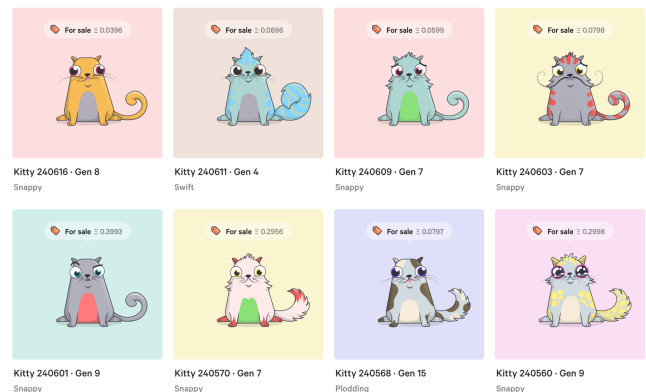 For sale Ξ 0.0396
For sale Ξ 0.0896
For sale Ξ 0.0599
For sale Ξ 0.0798
Kitty 240616 · Gen 8
Kitty 240611 · Gen 4
Kitty 240609 · Gen 7
Kitty 240603 · Gen 7
Snappy
Swift
Snappy
Snappy
For sale Ξ 0.3993
For sale Ξ 0.2956
For sale Ξ 0.0797
For sale Ξ 0.2998
Kitty 240601 · Gen 9
Kitty 240570 · Gen 7
Kitty 240568 · Gen 15
Kitty 240560 · Gen 9
Snappy
Snappy
Plodding
Snappy